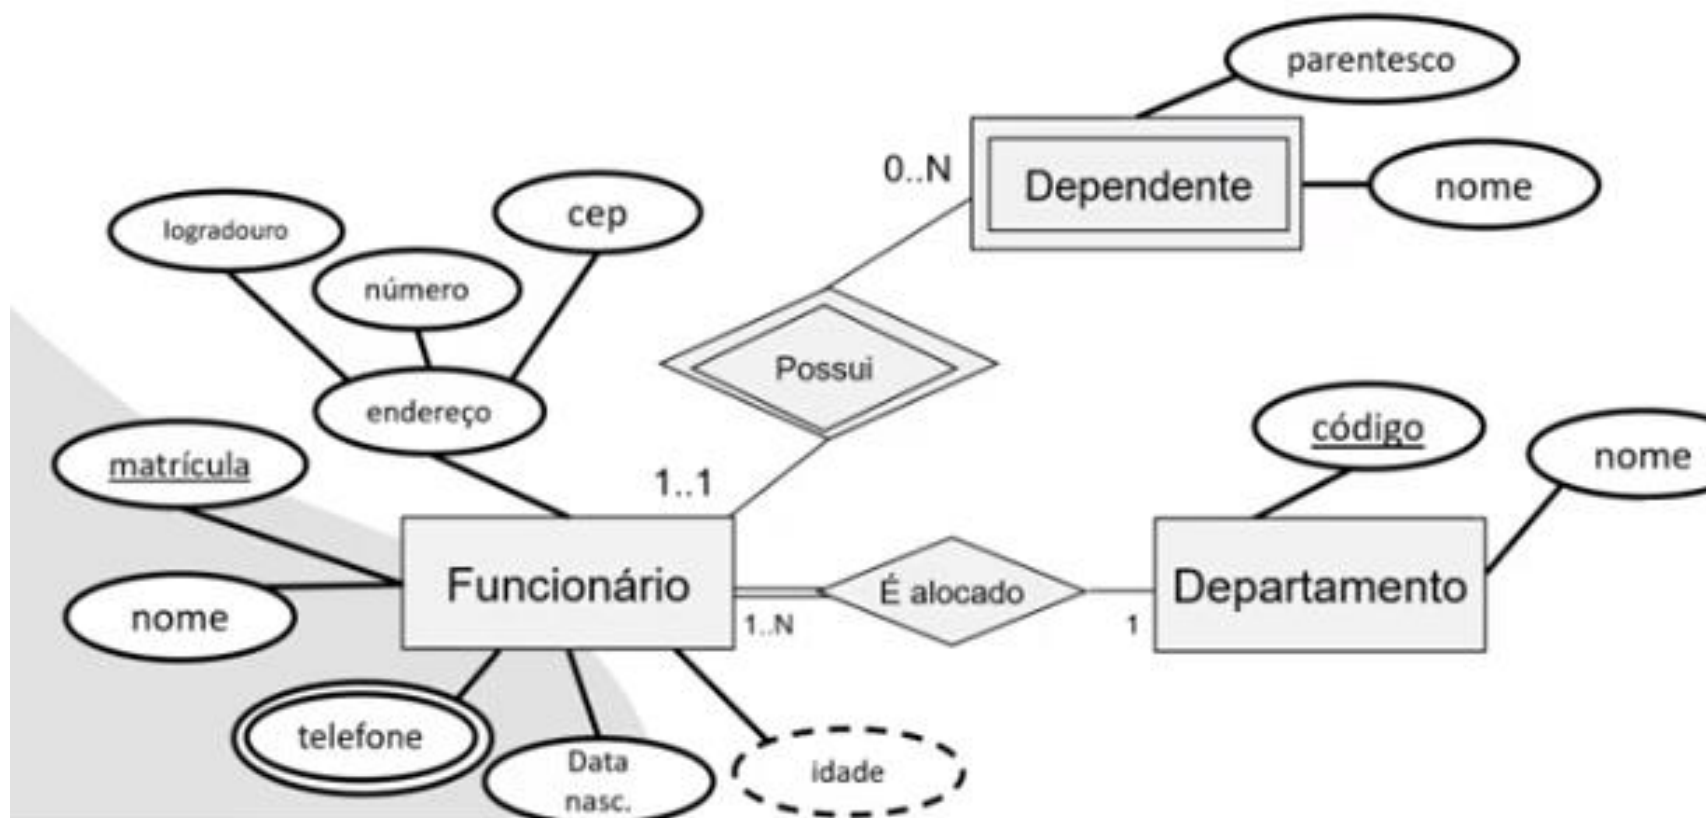 parentesco
0..N
Dependente
nome
logradouro
cep
número
Possui
endereço
código
matrícula
nome
1..1
Funcionário
É alocado
Departamento
nome
1..N
1
telefone
Data
nasc.
idade